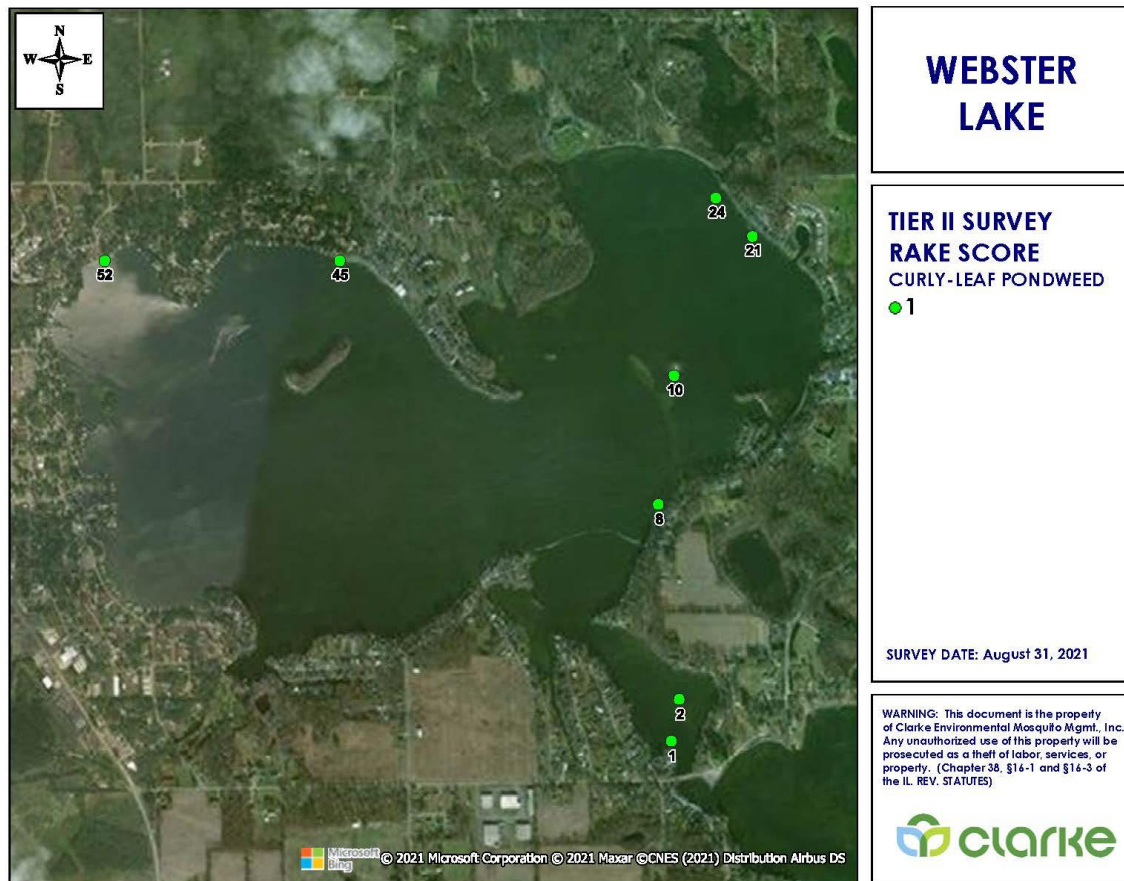 N
W E
S
52
45
24
21
10
8
2
1
Microsoft
Bing
© 2021 Microsoft Corporation © 2021 Maxar ©CNES (2021) Distribution Airbus DS
WEBSTER
LAKE
TIER II SURVEY
RAKE SCORE
CURLY-LEAF PONDWEED
1
SURVEY DATE: August 31, 2021
WARNING: This document is the property
of Clarke Environmental Mosquito Mgmt., Inc.
Any unauthorized use of this property will be
prosecuted as a theft of labor, services, or
property. (Chapter 38, §16-1 and §16-3 of
the IL. REV. STATUTES)
clarke